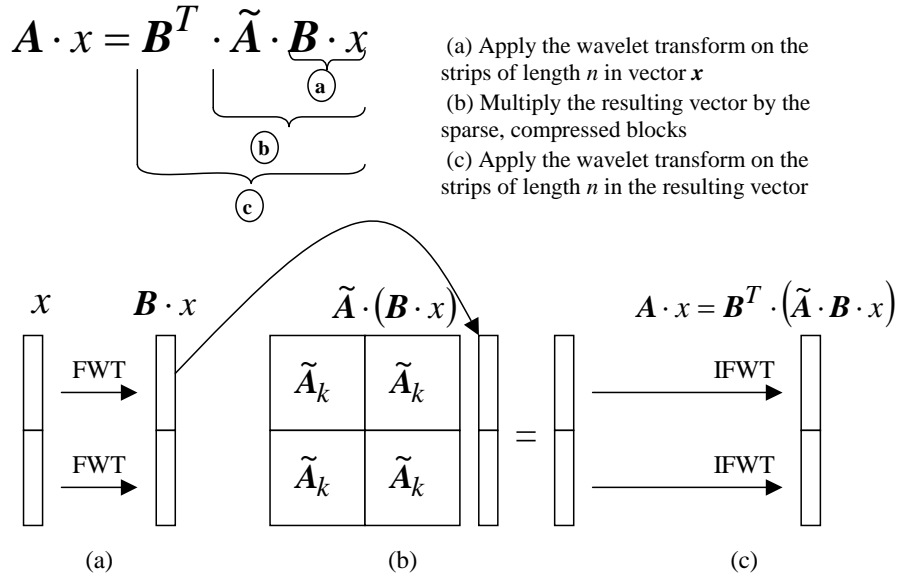 A · x = B^T · Ã · B · x
a
b
c
(a) Apply the wavelet transform on the
strips of length n in vector x
(b) Multiply the resulting vector by the
sparse, compressed blocks
(c) Apply the wavelet transform on the
strips of length n in the resulting vector
x
B · x
Ã · (B · x)
A · x = B^T · (Ã · B · x)
FWT
Ã_k Ã_k
IFWT
=
FWT
Ã_k Ã_k
IFWT
(a)
(b)
(c)